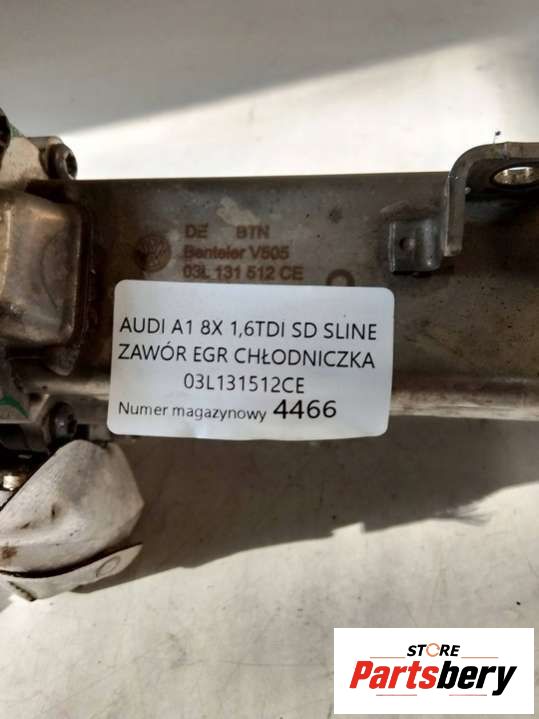 DE BTN
Benteler V505
03L 131 512 CE
AUDI A1 8X 1,6TDI SD SLINE
ZAWÓR EGR CHŁODNICZKA
03L131512CE
Numer magazynowy 4466
STORE
Partsbery